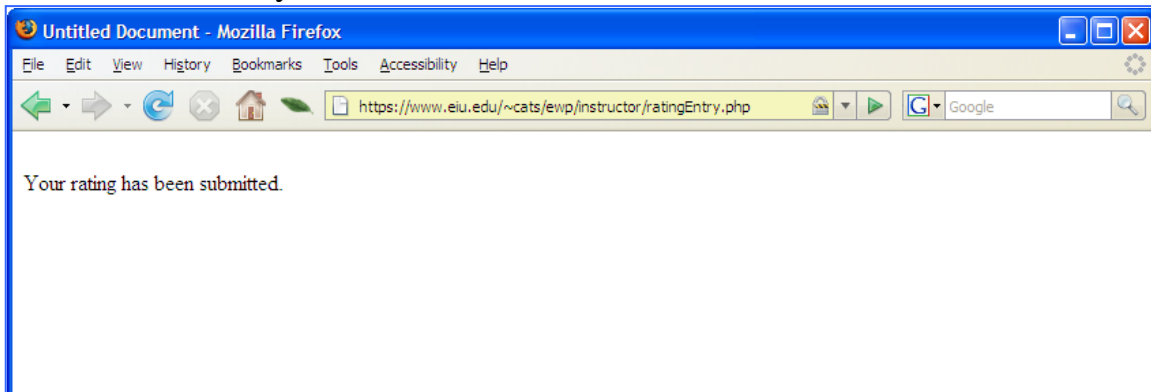 Untitled Document - Mozilla Firefox
File Edit View History Bookmarks Tools Accessibility Help
https://www.eiu.edu/~cats/ewp/instructor/ratingEntry.php G Google
Your rating has been submitted.